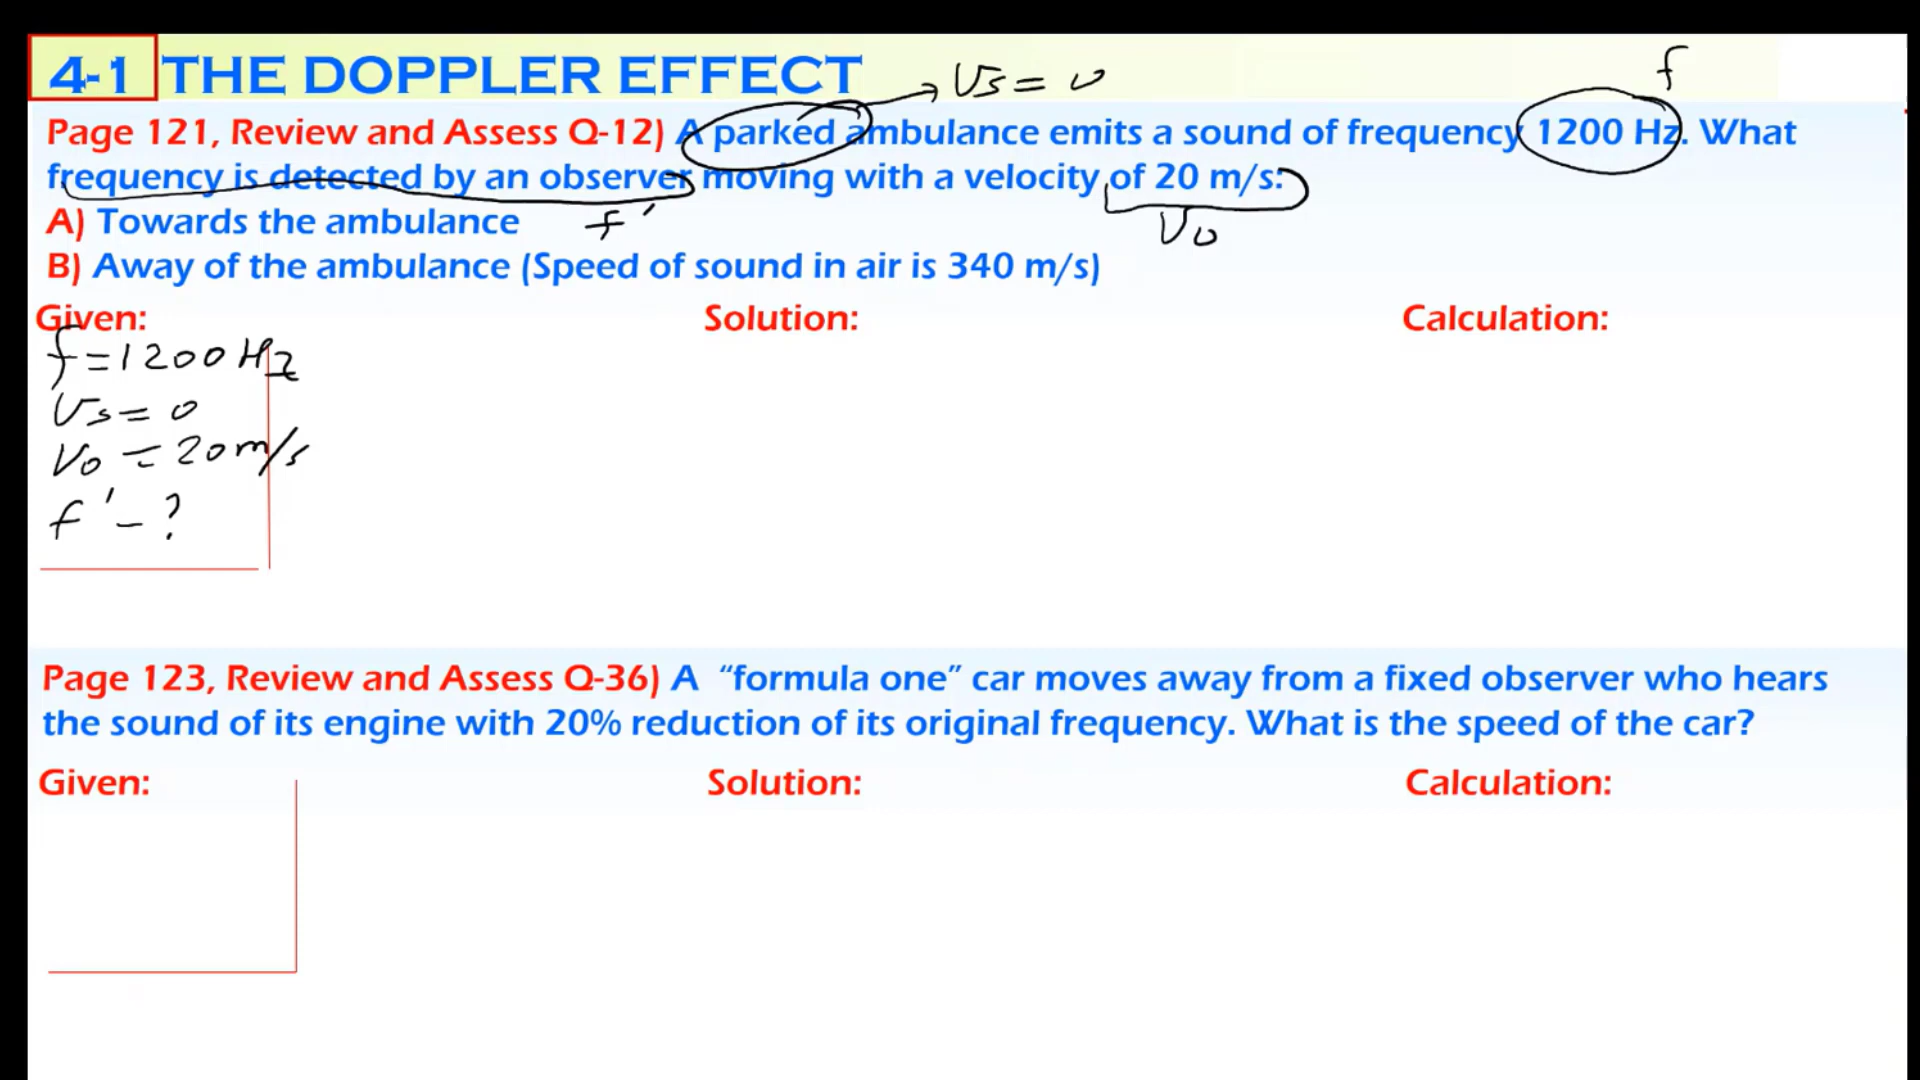 4-1 THE DOPPLER EFFECT
Vs = 0
f
Page 121, Review and Assess Q-12) A parked ambulance emits a sound of frequency 1200 Hz. What
frequency is detected by an observer moving with a velocity of 20 m/s:
A) Towards the ambulance
f'
Vo
B) Away of the ambulance (Speed of sound in air is 340 m/s)
Given: Solution: Calculation:
f = 1200 Hz
Vs = 0
Vo = 20 m/s
f' - ?
Page 123, Review and Assess Q-36) A “formula one” car moves away from a fixed observer who hears
the sound of its engine with 20% reduction of its original frequency. What is the speed of the car?
Given: Solution: Calculation: